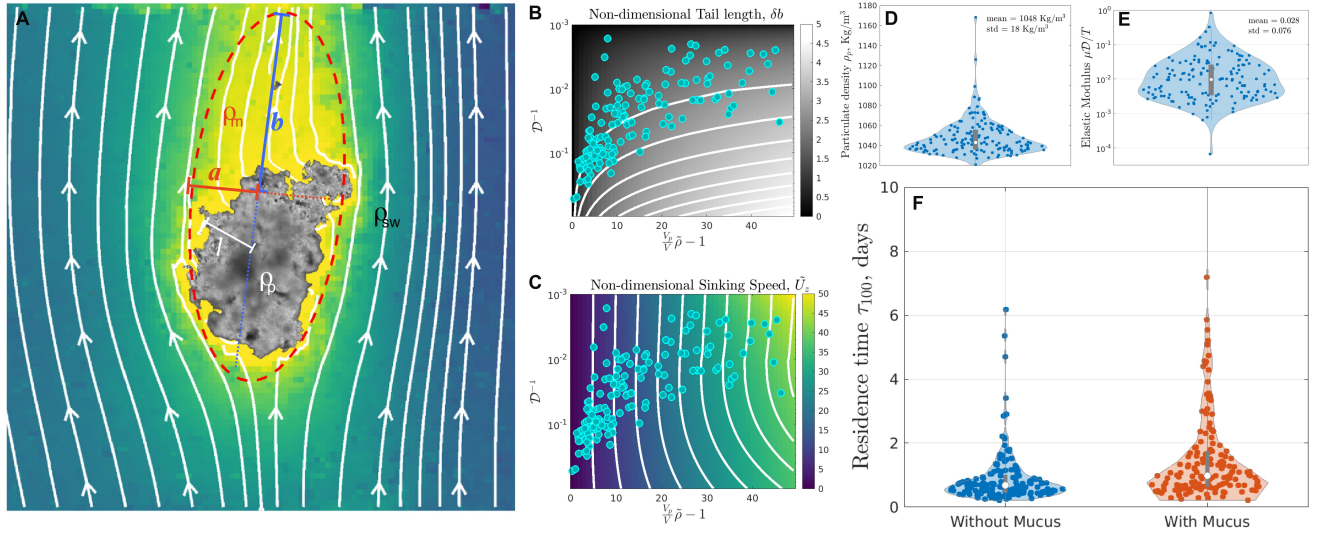 A
ρm
b
a
ρsw
l
ρp
B
Non-dimensional Tail length, δb
10⁻³
10⁻²
10⁻¹
𝒟⁻¹
0
10
20
30
40
Vp/V ρ̃ − 1
5
4.5
4
3.5
3
2.5
2
1.5
1
0.5
0
C
Non-dimensional Sinking Speed, Ũz
10⁻³
10⁻²
10⁻¹
𝒟⁻¹
0
10
20
30
40
Vp/V ρ̃ − 1
50
45
40
35
30
25
20
15
10
5
0
D
mean = 1048 Kg/m³
std = 18 Kg/m³
Particulate density ρp, Kg/m³
1180
1160
1140
1120
1100
1080
1060
1040
1020
E
mean = 0.028
std = 0.076
Elastic Modulus μ𝒟/T
10⁰
10⁻¹
10⁻²
10⁻³
10⁻⁴
F
Residence time τ100, days
10
8
6
4
2
0
Without Mucus
With Mucus